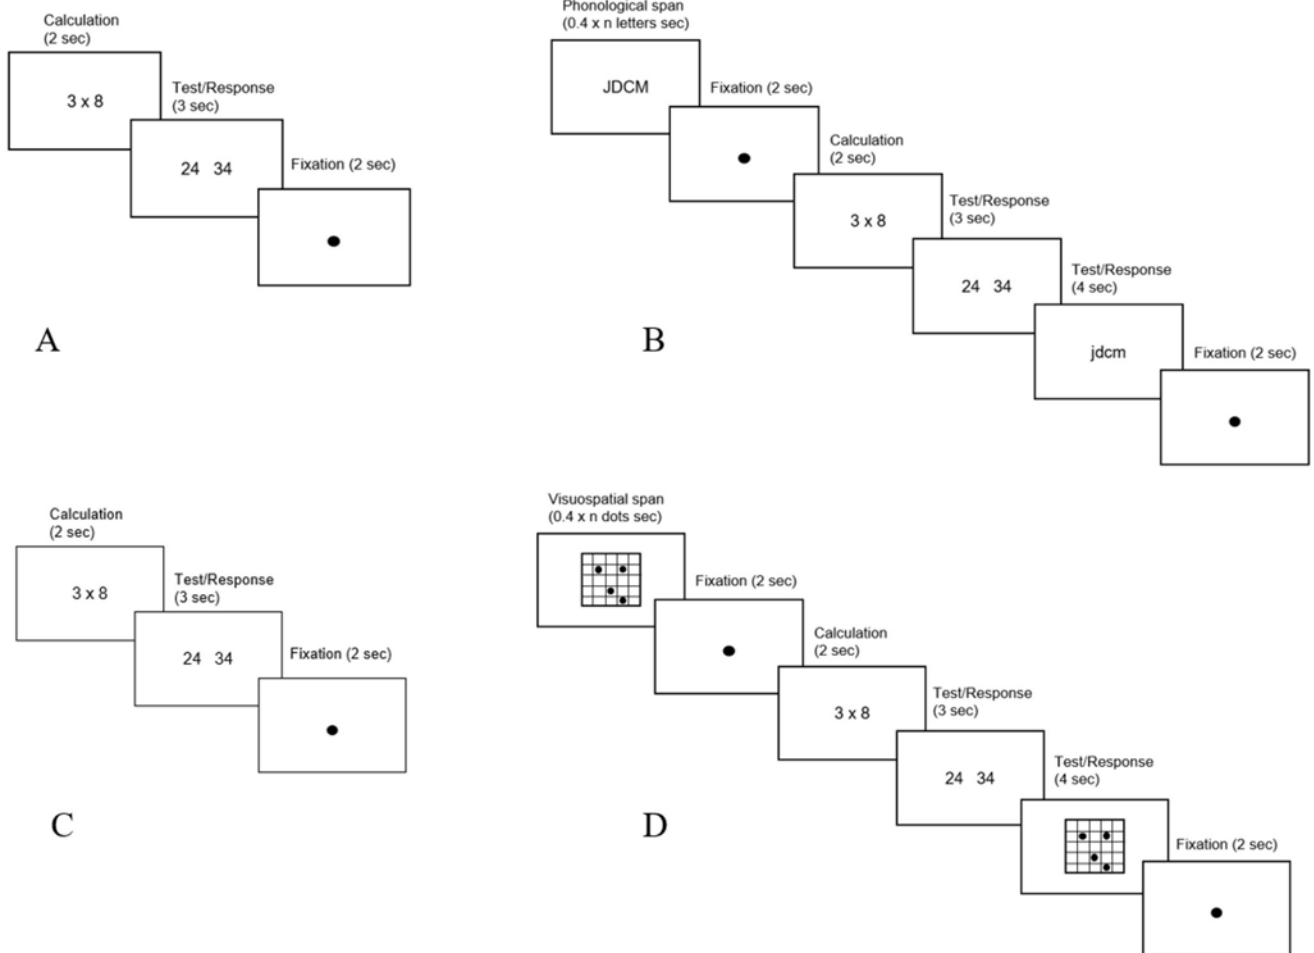 Calculation
(2 sec)
3 x 8
Test/Response
(3 sec)
24 34
Fixation (2 sec)
A
Phonological span
(0.4 x n letters sec)
JDCM
Fixation (2 sec)
Calculation
(2 sec)
3 x 8
Test/Response
(3 sec)
24 34
Test/Response
(4 sec)
jdcm
Fixation (2 sec)
B
Calculation
(2 sec)
3 x 8
Test/Response
(3 sec)
24 34
Fixation (2 sec)
C
Visuospatial span
(0.4 x n dots sec)
Fixation (2 sec)
Calculation
(2 sec)
3 x 8
Test/Response
(3 sec)
24 34
Test/Response
(4 sec)
Fixation (2 sec)
D